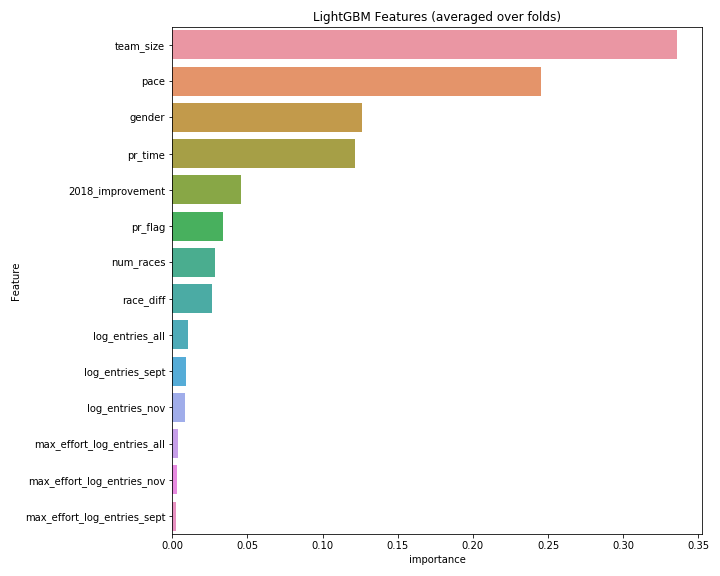 LightGBM Features (averaged over folds)
team_size
pace
gender
pr_time
2018_improvement
pr_flag
num_races
race_diff
log_entries_all
log_entries_sept
log_entries_nov
max_effort_log_entries_all
max_effort_log_entries_nov
max_effort_log_entries_sept
Feature
0.00 0.05 0.10 0.15 0.20 0.25 0.30 0.35
importance